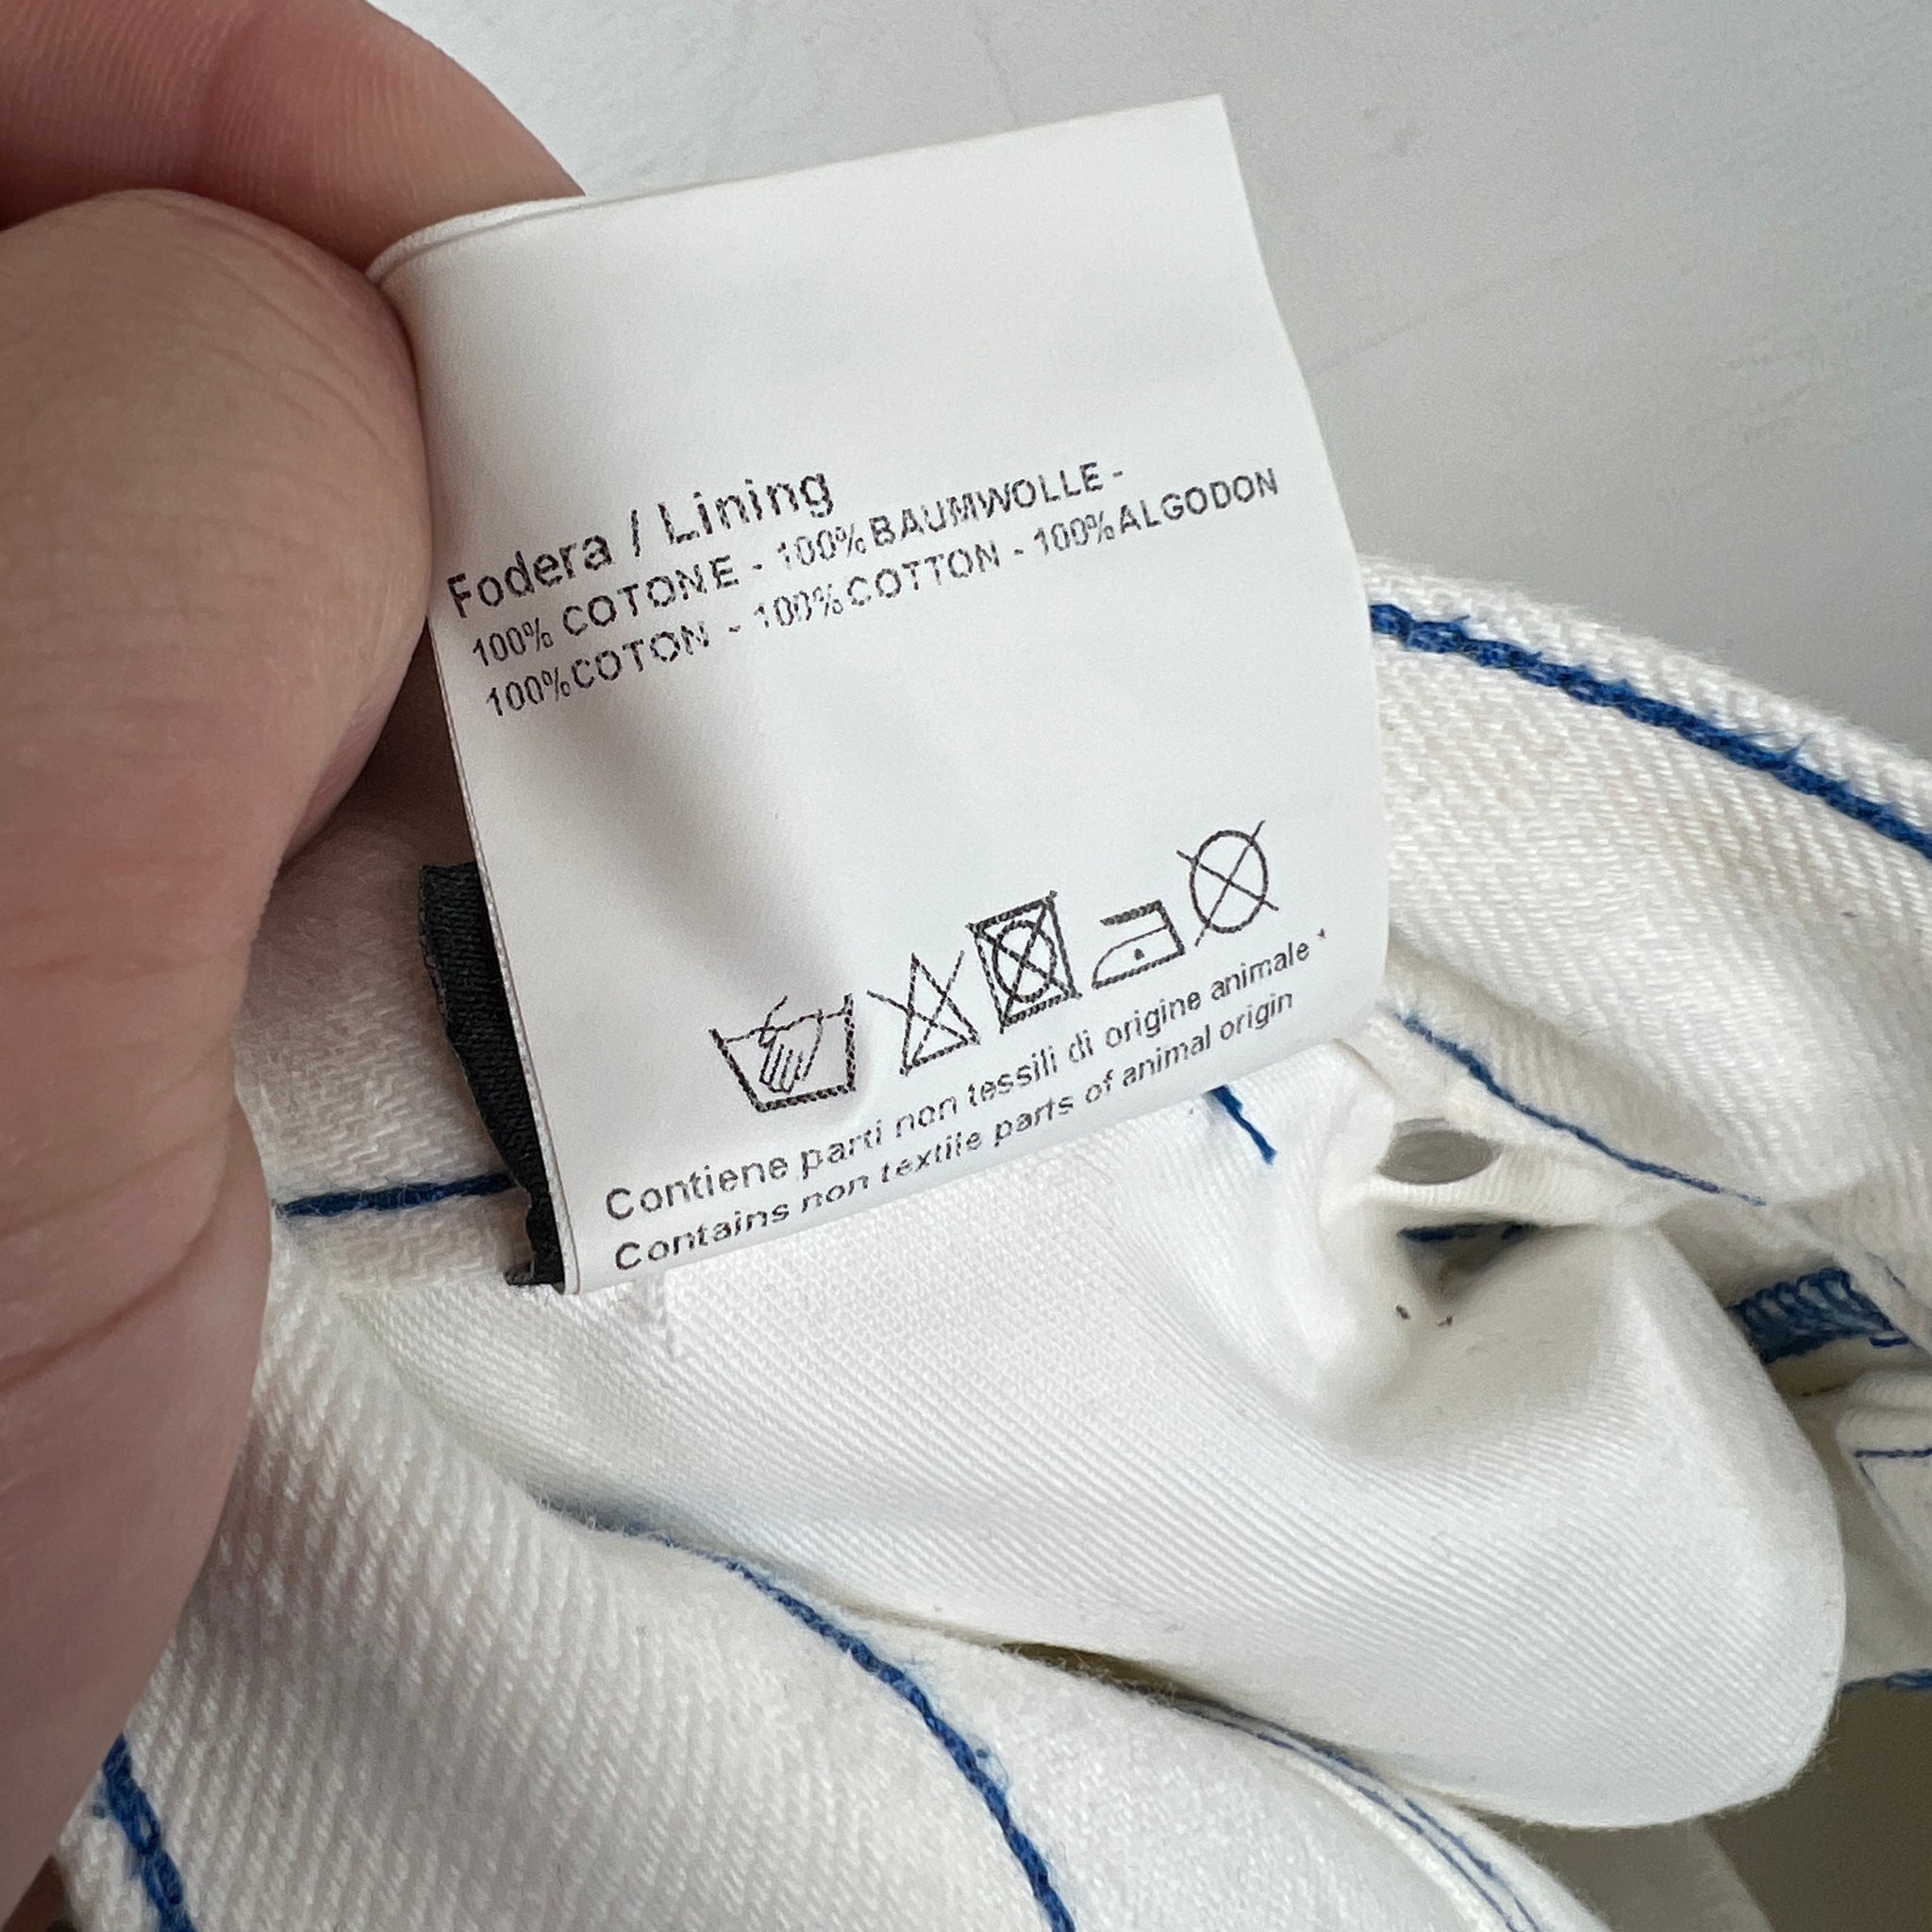 Fodera / Lining
100% COTONE - 100%BAUMWOLLE -
100%COTON - 100%COTTON - 100%ALGODON
Contiene parti non tessili di origine animale *
Contains non textile parts of animal origin